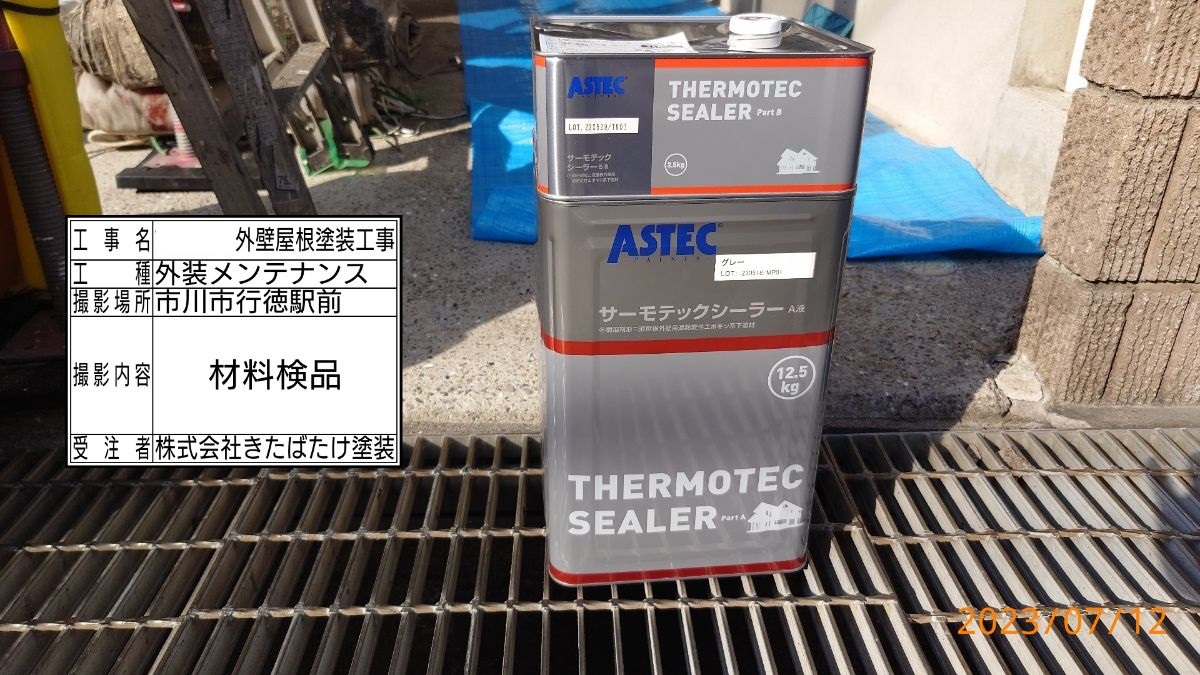 工事名 外壁屋根塗装工事
工種 外装メンテナンス
撮影場所 市川市行徳駅前
撮影内容 材料検品
受注者 株式会社きたばたけ塗装
ASTEC
THERMOTEC
SEALER Part B
LOT.
サーモテック
シーラー B液
2.5kg
ASTEC
PAINTS
グレー
サーモテックシーラー A液
12.5
kg
THERMOTEC
SEALER Part A
2023/07/12